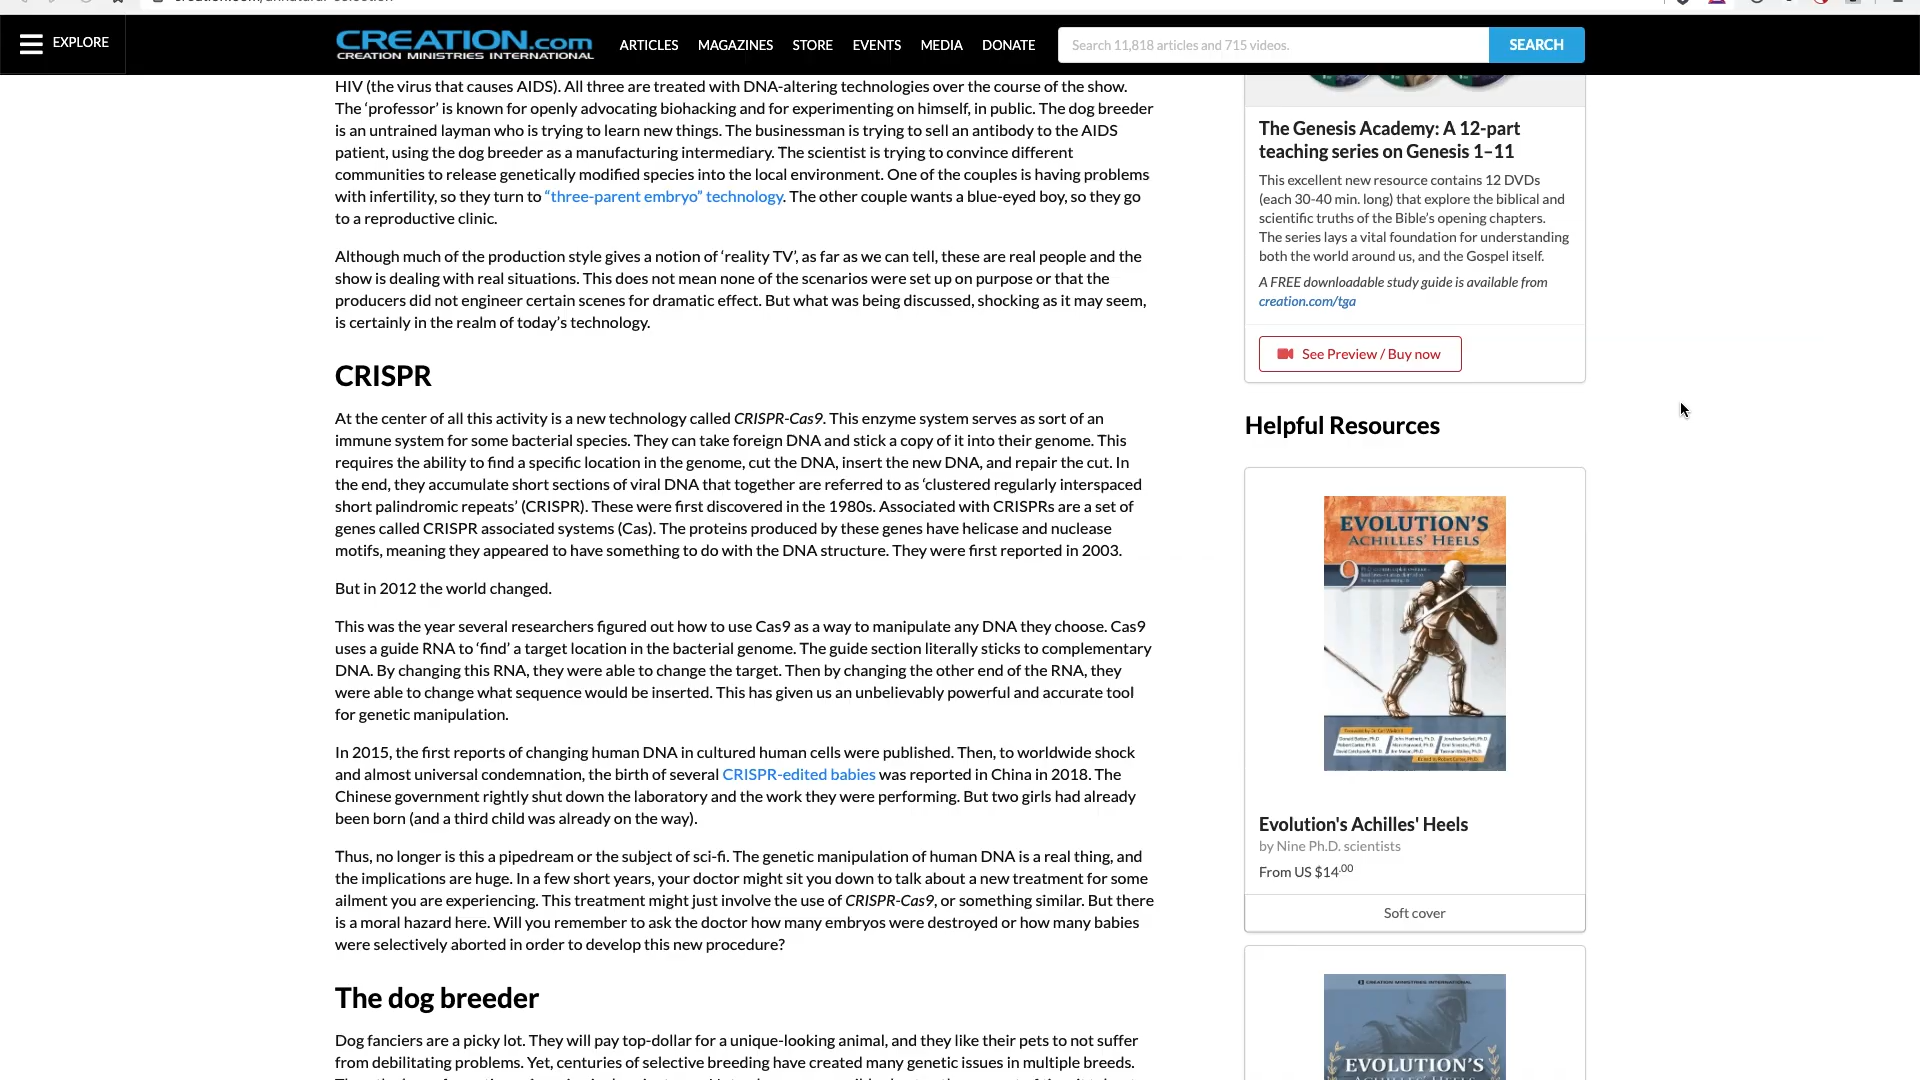 EXPLORE
CREATION.com
CREATION MINISTRIES INTERNATIONAL
ARTICLES MAGAZINES STORE EVENTS MEDIA DONATE
Search 11,818 articles and 715 videos.
SEARCH
HIV (the virus that causes AIDS). All three are treated with DNA-altering technologies over the course of the show.
The ‘professor’ is known for openly advocating biohacking and for experimenting on himself, in public. The dog breeder
is an untrained layman who is trying to learn new things. The businessman is trying to sell an antibody to the AIDS
patient, using the dog breeder as a manufacturing intermediary. The scientist is trying to convince different
communities to release genetically modified species into the local environment. One of the couples is having problems
with infertility, so they turn to “three-parent embryo” technology. The other couple wants a blue-eyed boy, so they go
to a reproductive clinic.
Although much of the production style gives a notion of ‘reality TV’, as far as we can tell, these are real people and the
show is dealing with real situations. This does not mean none of the scenarios were set up on purpose or that the
producers did not engineer certain scenes for dramatic effect. But what was being discussed, shocking as it may seem,
is certainly in the realm of today’s technology.
CRISPR
At the center of all this activity is a new technology called CRISPR-Cas9. This enzyme system serves as sort of an
immune system for some bacterial species. They can take foreign DNA and stick a copy of it into their genome. This
requires the ability to find a specific location in the genome, cut the DNA, insert the new DNA, and repair the cut. In
the end, they accumulate short sections of viral DNA that together are referred to as ‘clustered regularly interspaced
short palindromic repeats’ (CRISPR). These were first discovered in the 1980s. Associated with CRISPRs are a set of
genes called CRISPR associated systems (Cas). The proteins produced by these genes have helicase and nuclease
motifs, meaning they appeared to have something to do with the DNA structure. They were first reported in 2003.
But in 2012 the world changed.
This was the year several researchers figured out how to use Cas9 as a way to manipulate any DNA they choose. Cas9
uses a guide RNA to ‘find’ a target location in the bacterial genome. The guide section literally sticks to complementary
DNA. By changing this RNA, they were able to change the target. Then by changing the other end of the RNA, they
were able to change what sequence would be inserted. This has given us an unbelievably powerful and accurate tool
for genetic manipulation.
In 2015, the first reports of changing human DNA in cultured human cells were published. Then, to worldwide shock
and almost universal condemnation, the birth of several CRISPR-edited babies was reported in China in 2018. The
Chinese government rightly shut down the laboratory and the work they were performing. But two girls had already
been born (and a third child was already on the way).
Thus, no longer is this a pipedream or the subject of sci-fi. The genetic manipulation of human DNA is a real thing, and
the implications are huge. In a few short years, your doctor might sit you down to talk about a new treatment for some
ailment you are experiencing. This treatment might just involve the use of CRISPR-Cas9, or something similar. But there
is a moral hazard here. Will you remember to ask the doctor how many embryos were destroyed or how many babies
were selectively aborted in order to develop this new procedure?
The dog breeder
Dog fanciers are a picky lot. They will pay top-dollar for a unique-looking animal, and they like their pets to not suffer
from debilitating problems. Yet, centuries of selective breeding have created many genetic issues in multiple breeds.
The Genesis Academy: A 12-part
teaching series on Genesis 1–11
This excellent new resource contains 12 DVDs
(each 30-40 min. long) that explore the biblical and
scientific truths of the Bible’s opening chapters.
The series lays a vital foundation for understanding
both the world around us, and the Gospel itself.
A FREE downloadable study guide is available from
creation.com/tga
See Preview / Buy now
Helpful Resources
EVOLUTION'S
ACHILLES' HEELS
9
Evolution's Achilles' Heels
by Nine Ph.D. scientists
From US $14.00
Soft cover
CREATION MINISTRIES INTERNATIONAL
EVOLUTION'S